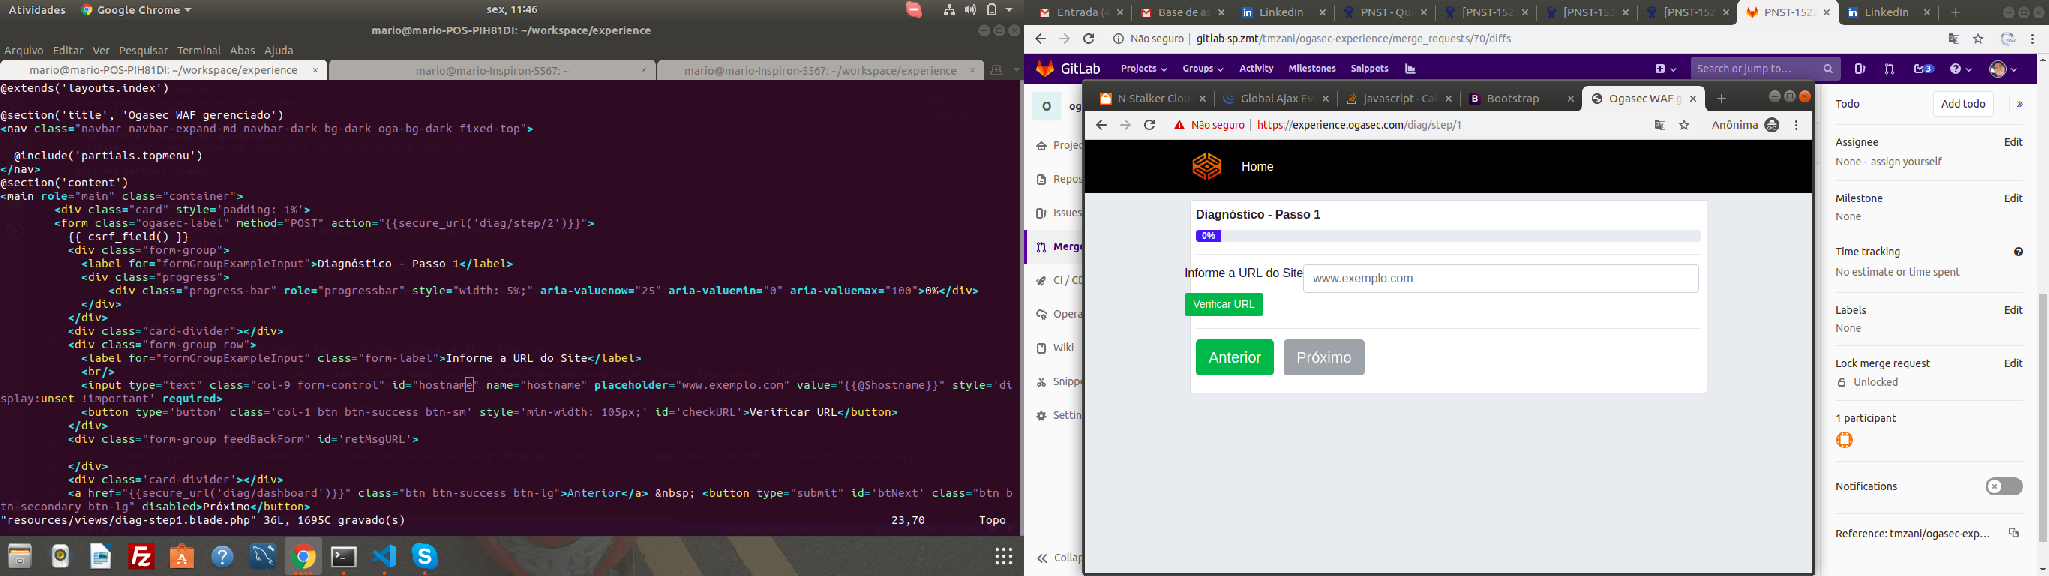 Atividades
Google Chrome
sex, 11:46
mario@mario-POS-PIH81DI: ~/workspace/experience
Arquivo Editar Ver Pesquisar Terminal Abas Ajuda
mario@mario-POS-PIH81DI: ~/workspace/experience ×
mario@mario-Inspiron-5567: ~ ×
mario@mario-Inspiron-5567: ~/workspace/experience ×
@extends('layouts.index')
@section('title', 'Ogasec WAF gerenciado')
<nav class="navbar navbar-expand-md navbar-dark bg-dark oga-bg-dark fixed-top">
@include('partials.topmenu')
</nav>
@section('content')
<main role="main" class="container">
<div class="card" style='padding: 1%'>
<form class="ogasec-label" method="POST" action="{{secure_url('diag/step/2')}}">
{{ csrf_field() }}
<div class="form-group">
<label for="formGroupExampleInput">Diagnóstico - Passo 1</label>
<div class="progress">
<div class="progress-bar" role="progressbar" style="width: 5%;" aria-valuenow="25" aria-valuemin="0" aria-valuemax="100">0%</div>
</div>
</div>
<div class="card-divider"></div>
<div class="form-group row">
<label for="formGroupExampleInput" class="form-label">Informe a URL do Site</label>
<br/>
<input type="text" class="col-9 form-control" id="hostname" name="hostname" placeholder="www.exemplo.com" value="{{@$hostname}}" style='di
splay:unset !important' required>
<button type='button' class='col-1 btn btn-success btn-sm' style='min-width: 105px;' id='checkURL'>Verificar URL</button>
</div>
<div class="form-group feedBackForm" id='retMsgURL'>
</div>
<div class='card-divider'></div>
<a href="{{secure_url('diag/dashboard')}}" class="btn btn-success btn-lg">Anterior</a> &nbsp; <button type="submit" id='btNext' class="btn b
tn-secondary btn-lg" disabled>Próximo</button>
"resources/views/diag-step1.blade.php" 36L, 1695C gravado(s)
23,70
Topo
Entrada (4 ×
Base de as ×
LinkedIn ×
PNST - Qu ×
[PNST-152 ×
[PNST-153 ×
[PNST-152 ×
PNST-152 ×
LinkedIn ×
Não seguro | gitlab-sp.zmt/tmzani/ogasec-experience/merge_requests/70/diffs
GitLab
Projects
Groups
Activity
Milestones
Snippets
Search or jump to...
3
O
og
Projec
Repos
Issues
Merge
CI / CD
Opera
Wiki
Snippe
Settin
Collap
N-Stalker Clou ×
Global Ajax Ev ×
javascript - Cal ×
Bootstrap ×
Ogasec WAF g ×
Não seguro | https://experience.ogasec.com/diag/step/1
Anônima
Home
Diagnóstico - Passo 1
0%
Informe a URL do Site
www.exemplo.com
Verificar URL
Anterior
Próximo
Todo
Add todo
»
Assignee
Edit
None - assign yourself
Milestone
Edit
None
Time tracking
No estimate or time spent
Labels
Edit
None
Lock merge request
Edit
Unlocked
1 participant
Notifications
Reference: tmzani/ogasec-exp...